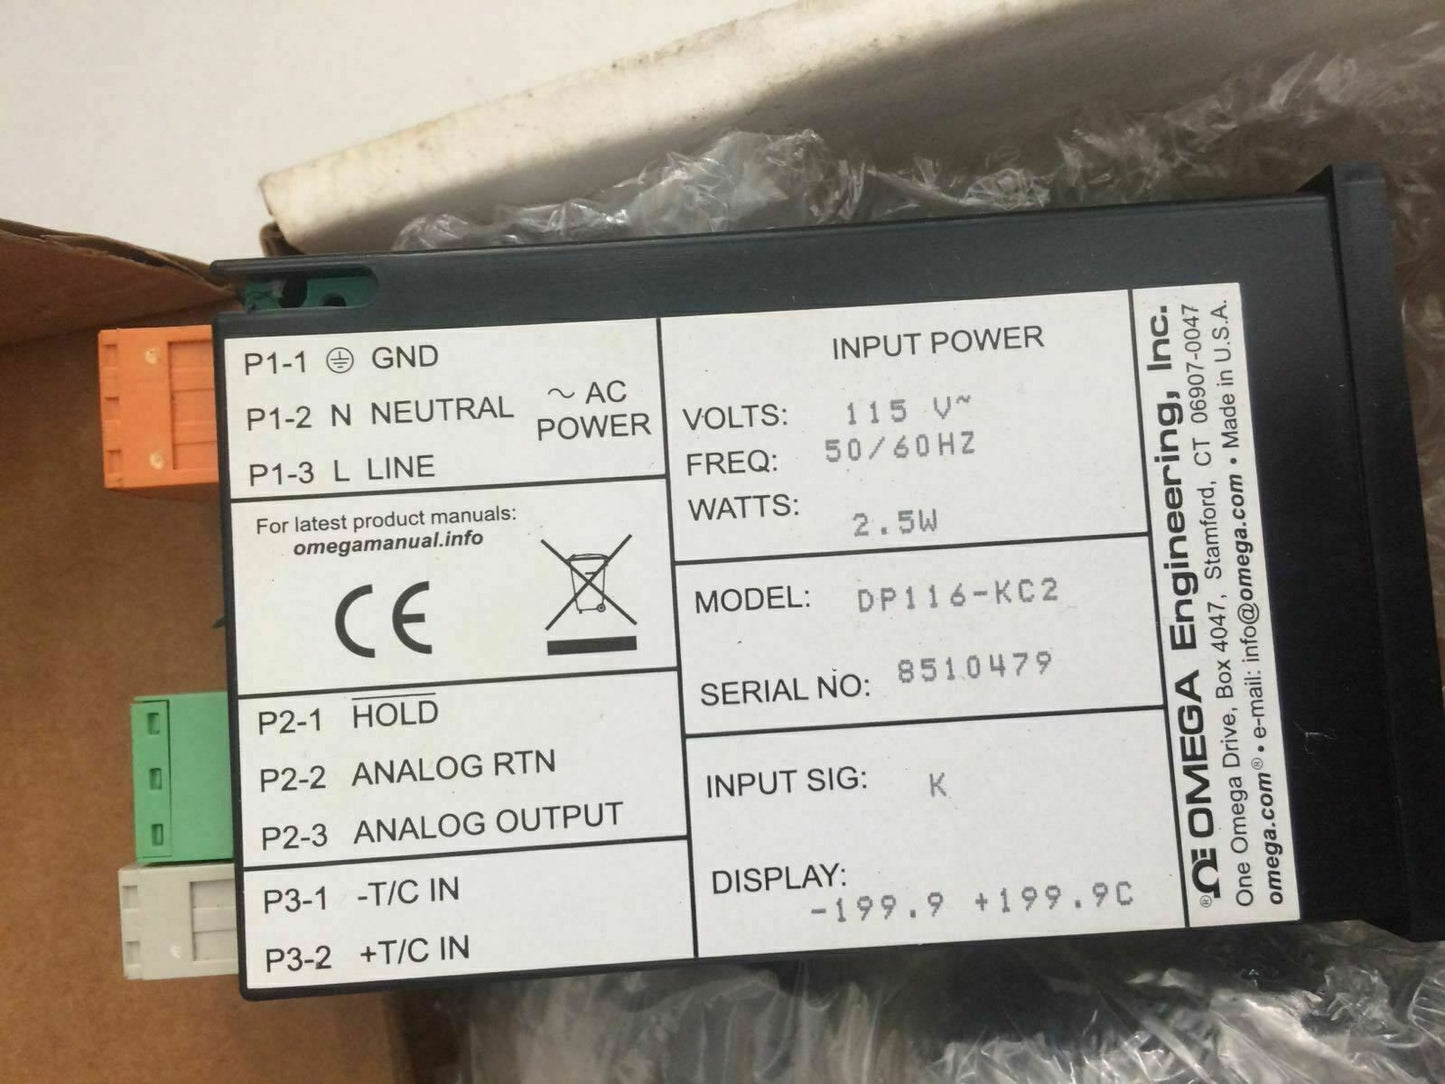 P1-1 GND
P1-2 N NEUTRAL
P1-3 L LINE
~ AC
POWER
For latest product manuals:
omegamanual.info
CE
P2-1 HOLD
P2-2 ANALOG RTN
P2-3 ANALOG OUTPUT
P3-1 -T/C IN
P3-2 +T/C IN
INPUT POWER
VOLTS: 115 V~
FREQ: 50/60HZ
WATTS: 2.5W
MODEL: DP116-KC2
SERIAL NO: 8510479
INPUT SIG: K
DISPLAY:
-199.9 +199.9C
® ΩE OMEGA Engineering, Inc.
One Omega Drive, Box 4047, Stamford, CT 06907-0047
omega.com® • e-mail: info@omega.com • Made in U.S.A.